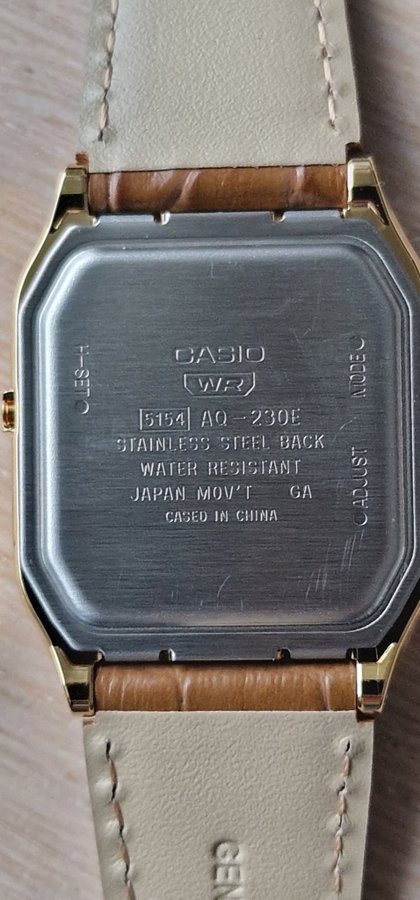 CASIO
WR
5154 AQ-230E
STAINLESS STEEL BACK
WATER RESISTANT
JAPAN MOV'T GA
CASED IN CHINA
H-SET
MODE
ADJUST
GEN